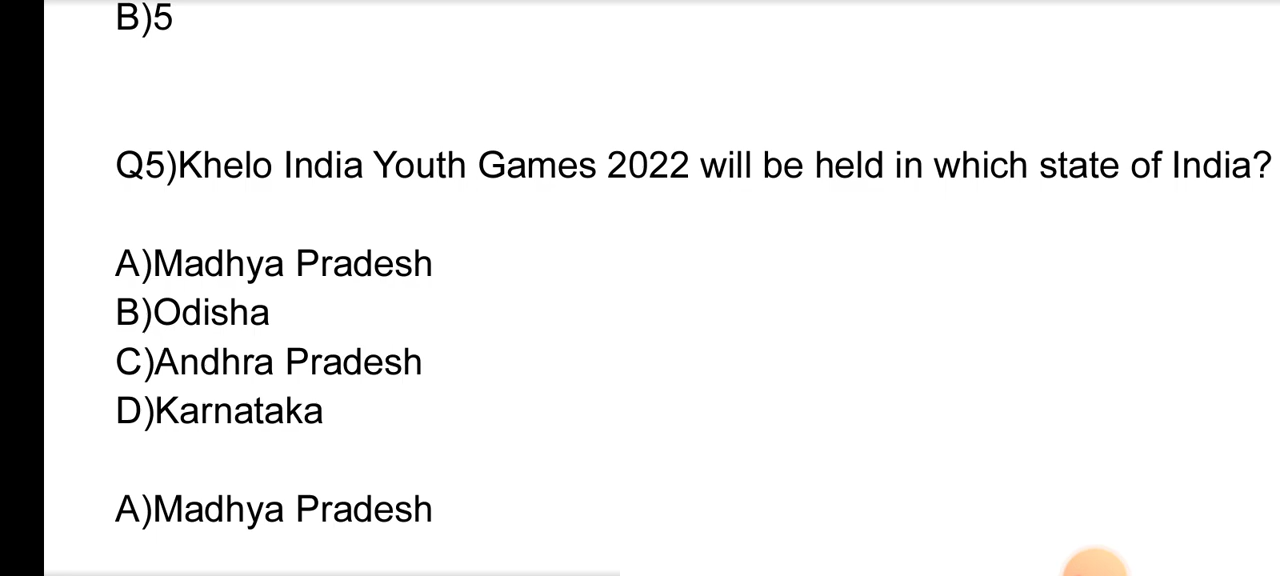 B)5
Q5)Khelo India Youth Games 2022 will be held in which state of India?
A)Madhya Pradesh
B)Odisha
C)Andhra Pradesh
D)Karnataka
A)Madhya Pradesh